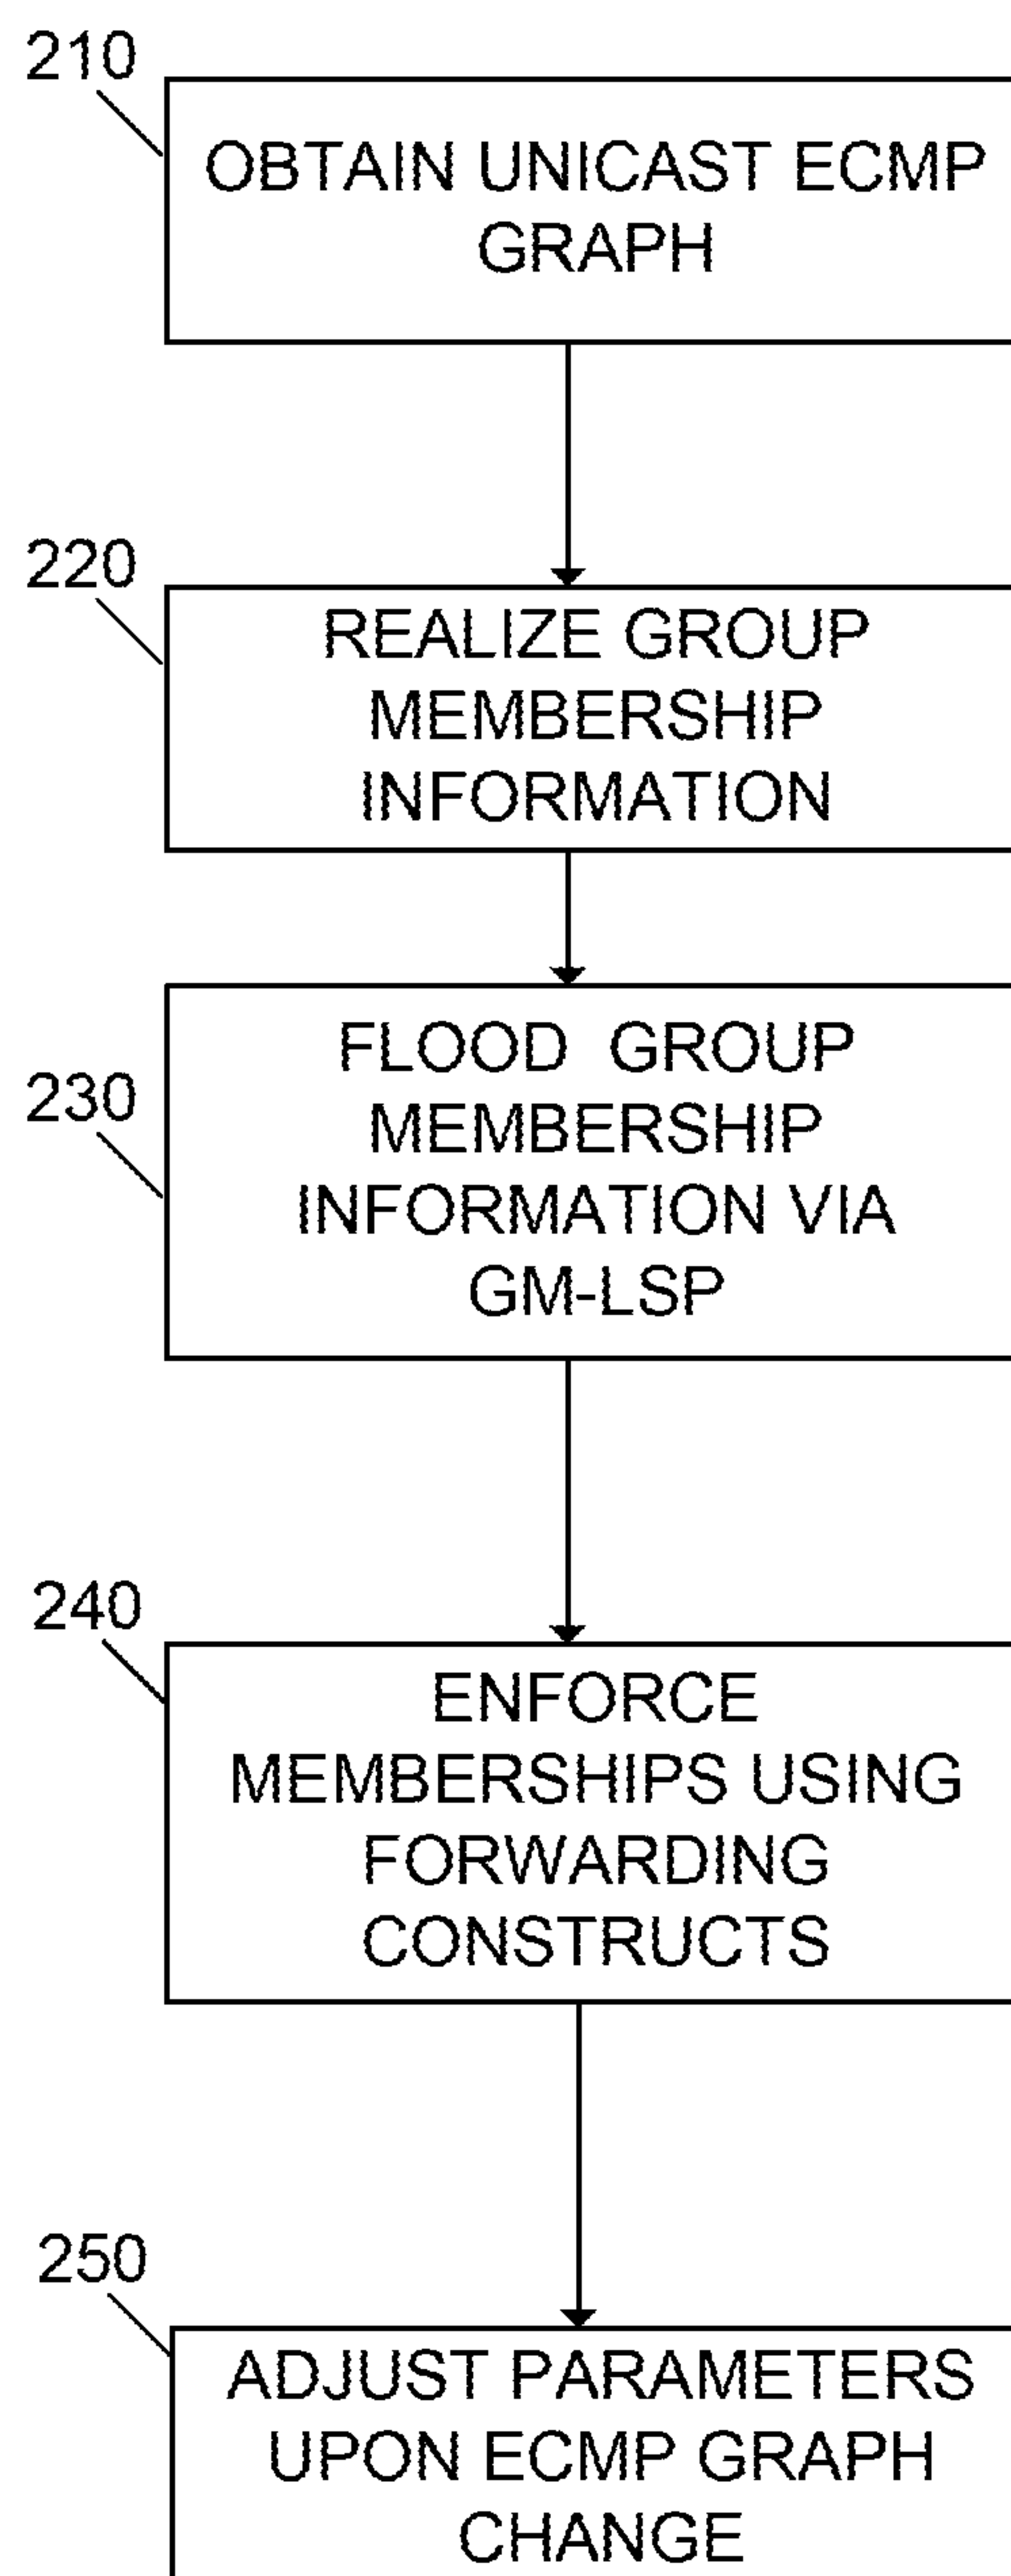 210
OBTAIN UNICAST ECMP
GRAPH
220
REALIZE GROUP
MEMBERSHIP
INFORMATION
230
FLOOD GROUP
MEMBERSHIP
INFORMATION VIA
GM-LSP
240
ENFORCE
MEMBERSHIPS USING
FORWARDING
CONSTRUCTS
250
ADJUST PARAMETERS
UPON ECMP GRAPH
CHANGE